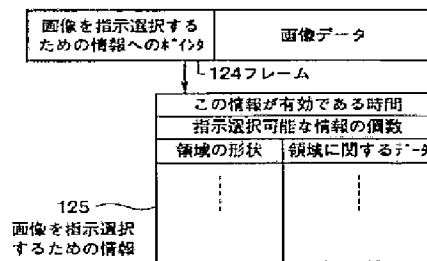 画像を指示選択する
ための情報へのポインタ
画像データ
124フレーム
この情報が有効である時間
指示選択可能な情報の個数
領域の形状
領域に関するデータ
125
画像を指示選択
するための情報